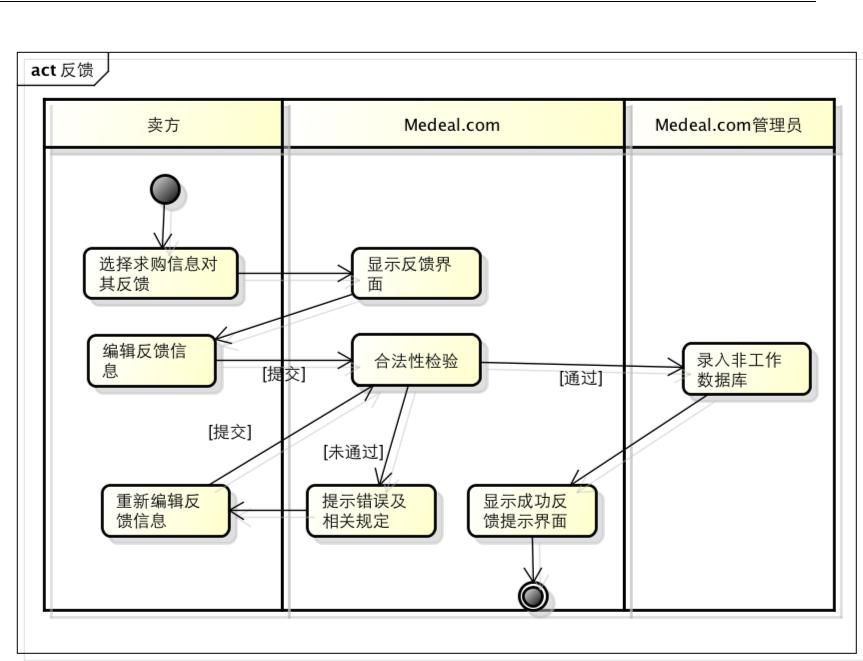 act 反馈
卖方
Medeal.com
Medeal.com管理员
选择求购信息对
其反馈
显示反馈界
面
编辑反馈信
息
[提交]
合法性检验
[通过]
录入非工作
数据库
[提交]
[未通过]
重新编辑反
馈信息
提示错误及
相关规定
显示成功反
馈提示界面